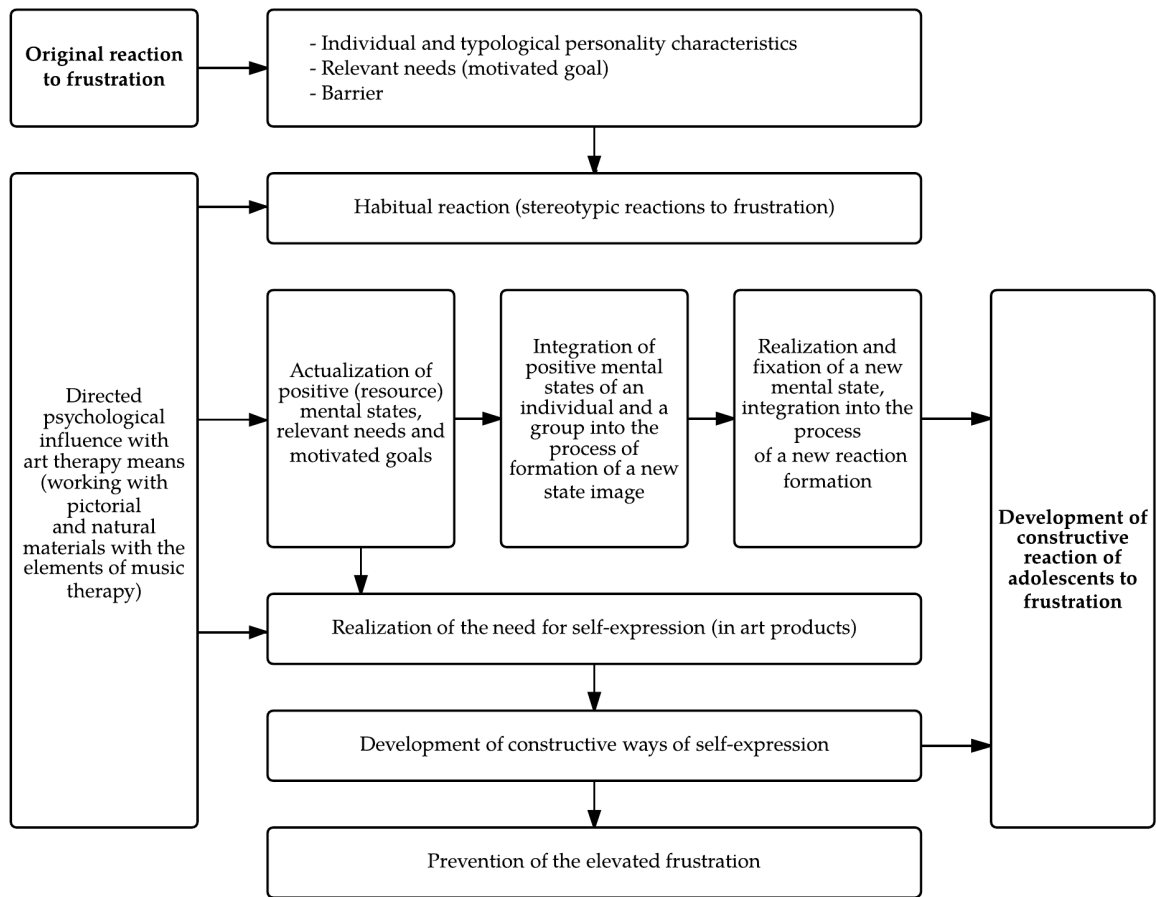 Original reaction
to frustration
- Individual and typological personality characteristics
- Relevant needs (motivated goal)
- Barrier
Habitual reaction (stereotypic reactions to frustration)
Directed
psychological
influence with
art therapy means
(working with
pictorial
and natural
materials with the
elements of music
therapy)
Actualization of
positive (resource)
mental states,
relevant needs and
motivated goals
Integration of
positive mental
states of an
individual and a
group into the
process of
formation of a new
state image
Realization and
fixation of a new
mental state,
integration into the
process
of a new reaction
formation
Development of
constructive
reaction of
adolescents to
frustration
Realization of the need for self-expression (in art products)
Development of constructive ways of self-expression
Prevention of the elevated frustration